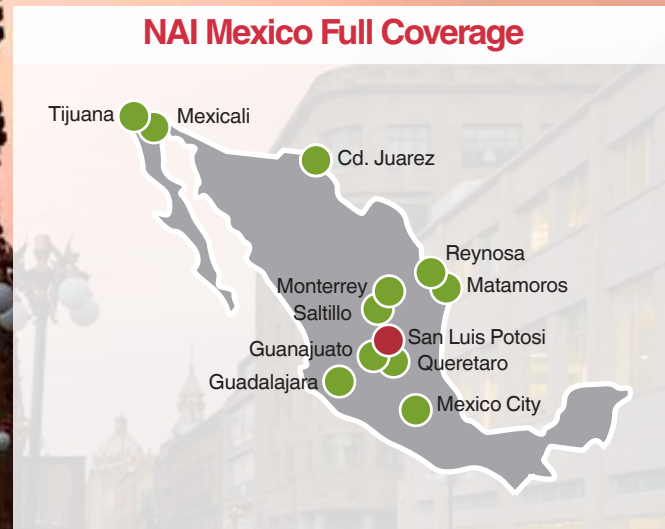 NAI Mexico Full Coverage
Tijuana
Mexicali
Cd. Juarez
Reynosa
Monterrey
Matamoros
Saltillo
San Luis Potosi
Guanajuato
Queretaro
Guadalajara
Mexico City